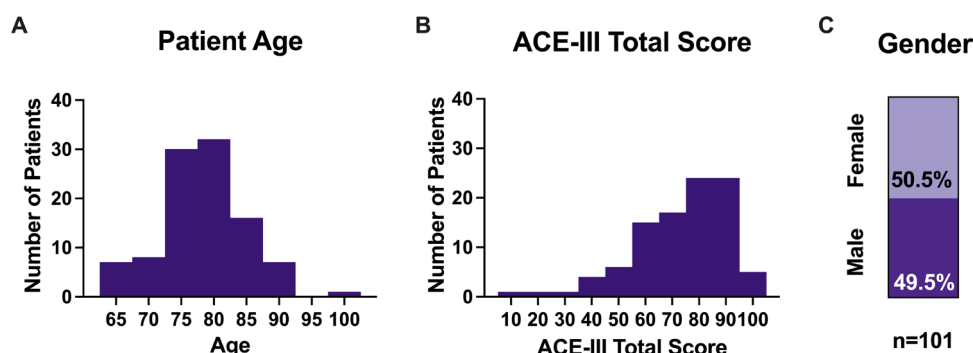 A
Patient Age
Number of Patients
40
30
20
10
0
65 70 75 80 85 90 95 100
Age
B
ACE-III Total Score
Number of Patients
40
30
20
10
0
10 20 30 40 50 60 70 80 90 100
ACE-III Total Score
C
Gender
Female
50.5%
Male
49.5%
n=101